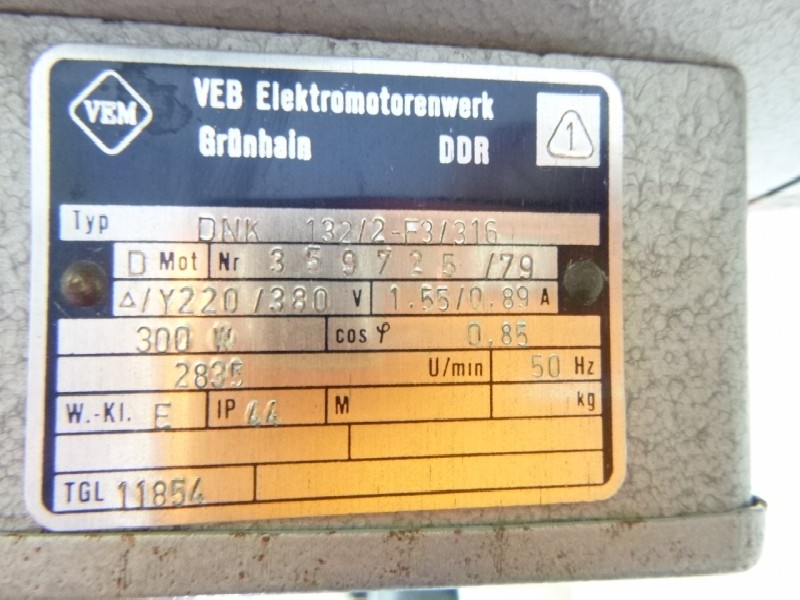 VEM
VEB Elektromotorenwerk
Grünhain DDR
1
Typ DNK 132/2-F3/316
D Mot Nr 359725 /79
△/Y220/380 V 1.55/0.89 A
300 W cos φ 0,85
2835 U/min 50 Hz
W.-Kl. E IP 44 M kg
TGL 11854